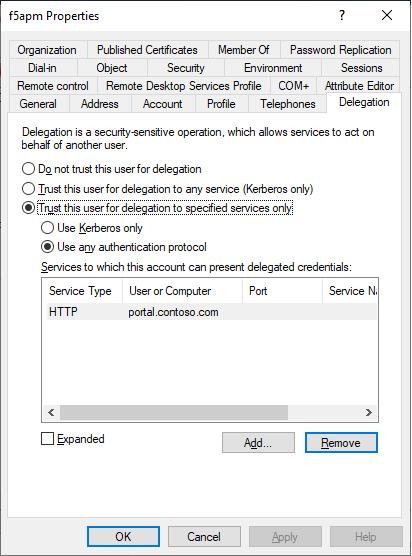 f5apm Properties
Organization Published Certificates Member Of Password Replication
Dial-in Object Security Environment Sessions
Remote control Remote Desktop Services Profile COM+ Attribute Editor
General Address Account Profile Telephones Delegation
Delegation is a security-sensitive operation, which allows services to act on
behalf of another user.
Do not trust this user for delegation
Trust this user for delegation to any service (Kerberos only)
Trust this user for delegation to specified services only
Use Kerberos only
Use any authentication protocol
Services to which this account can present delegated credentials:
Service Type User or Computer Port Service Na
HTTP portal.contoso.com
Expanded Add... Remove
OK Cancel Apply Help